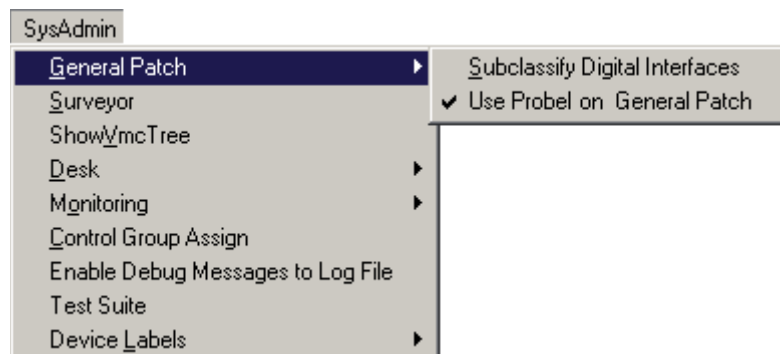 SysAdmin
General Patch
Subclassify Digital Interfaces
Use Probel on General Patch
Surveyor
ShowVmcTree
Desk
Monitoring
Control Group Assign
Enable Debug Messages to Log File
Test Suite
Device Labels